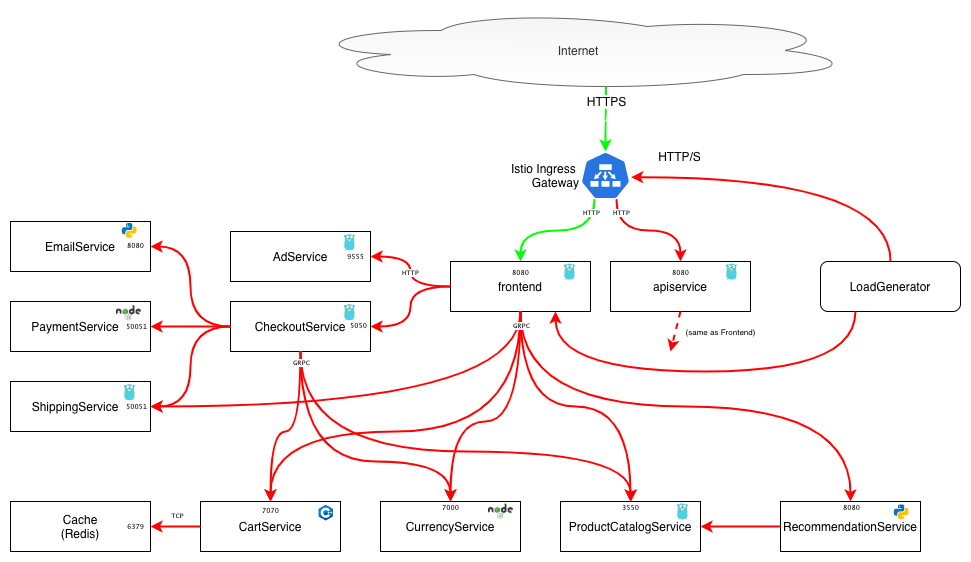 Internet
HTTPS
HTTP/S
Istio Ingress
Gateway
HTTP
HTTP
EmailService
8080
AdService
9555
HTTP
8080
frontend
8080
apiservice
LoadGenerator
node
PaymentService
50051
CheckoutService
5050
GRPC
(same as Frontend)
GRPC
ShippingService
50051
Cache
(Redis)
6379
TCP
7070
CartService
7000
node
CurrencyService
3550
ProductCatalogService
8080
RecommendationService